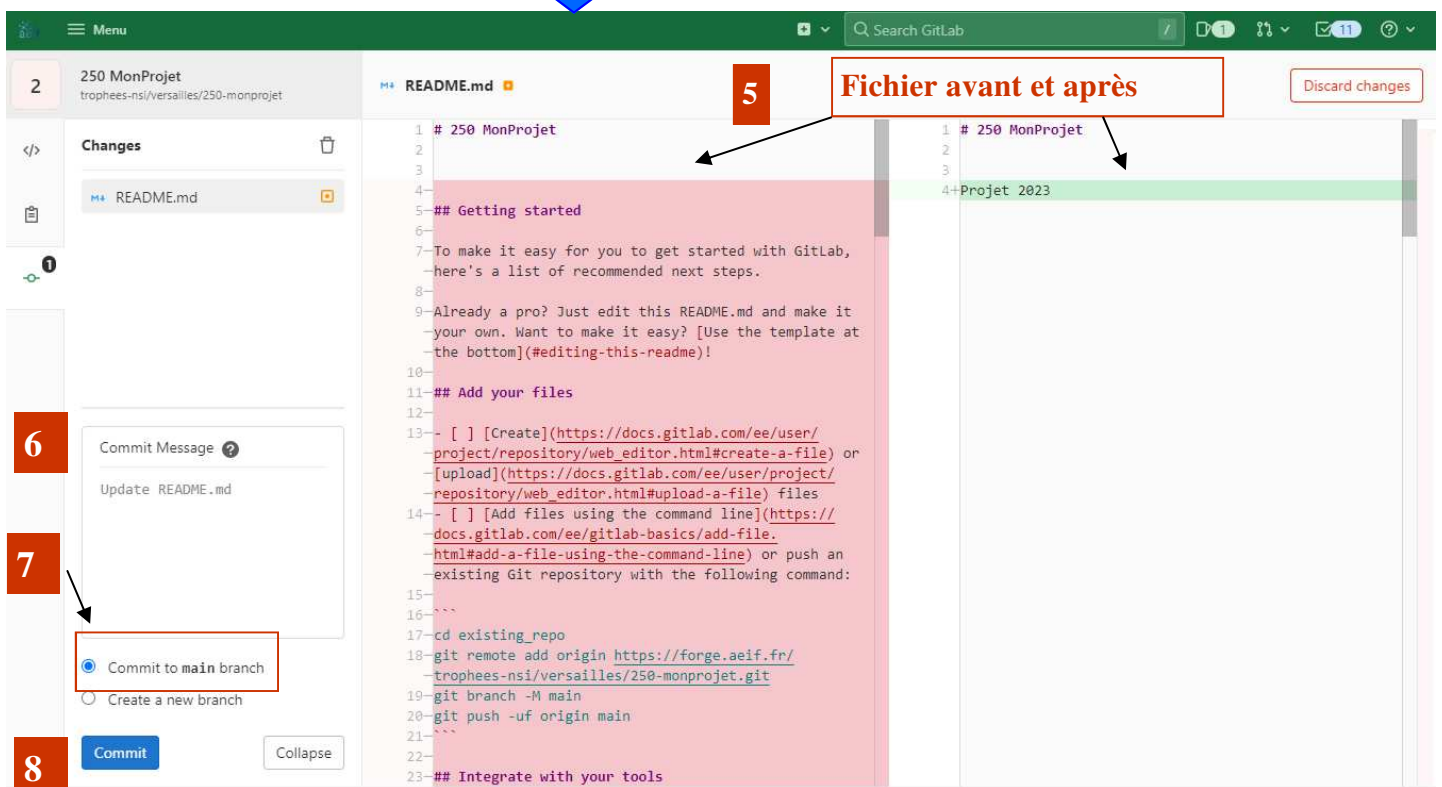 Menu
Search GitLab
/
1
11
2
250 MonProjet
trophees-nsi/versailles/250-monprojet
README.md
5
Fichier avant et après
Discard changes
Changes
README.md
1
6
Commit Message
Update README.md
7
Commit to main branch
Create a new branch
8
Commit
Collapse
1 # 250 MonProjet
2
3
4-
5-## Getting started
6-
7-To make it easy for you to get started with GitLab,
-here's a list of recommended next steps.
8-
9-Already a pro? Just edit this README.md and make it
-your own. Want to make it easy? [Use the template at
-the bottom](#editing-this-readme)!
10-
11-## Add your files
12-
13-- [ ] [Create](https://docs.gitlab.com/ee/user/
-project/repository/web_editor.html#create-a-file) or
-[upload](https://docs.gitlab.com/ee/user/project/
-repository/web_editor.html#upload-a-file) files
14-- [ ] [Add files using the command line](https://
-docs.gitlab.com/ee/gitlab-basics/add-file.
-html#add-a-file-using-the-command-line) or push an
-existing Git repository with the following command:
15-
16-```
17-cd existing_repo
18-git remote add origin https://forge.aeif.fr/
-trophees-nsi/versailles/250-monprojet.git
19-git branch -M main
20-git push -uf origin main
21-```
22-
23-## Integrate with your tools
1 # 250 MonProjet
2
3
4+Projet 2023